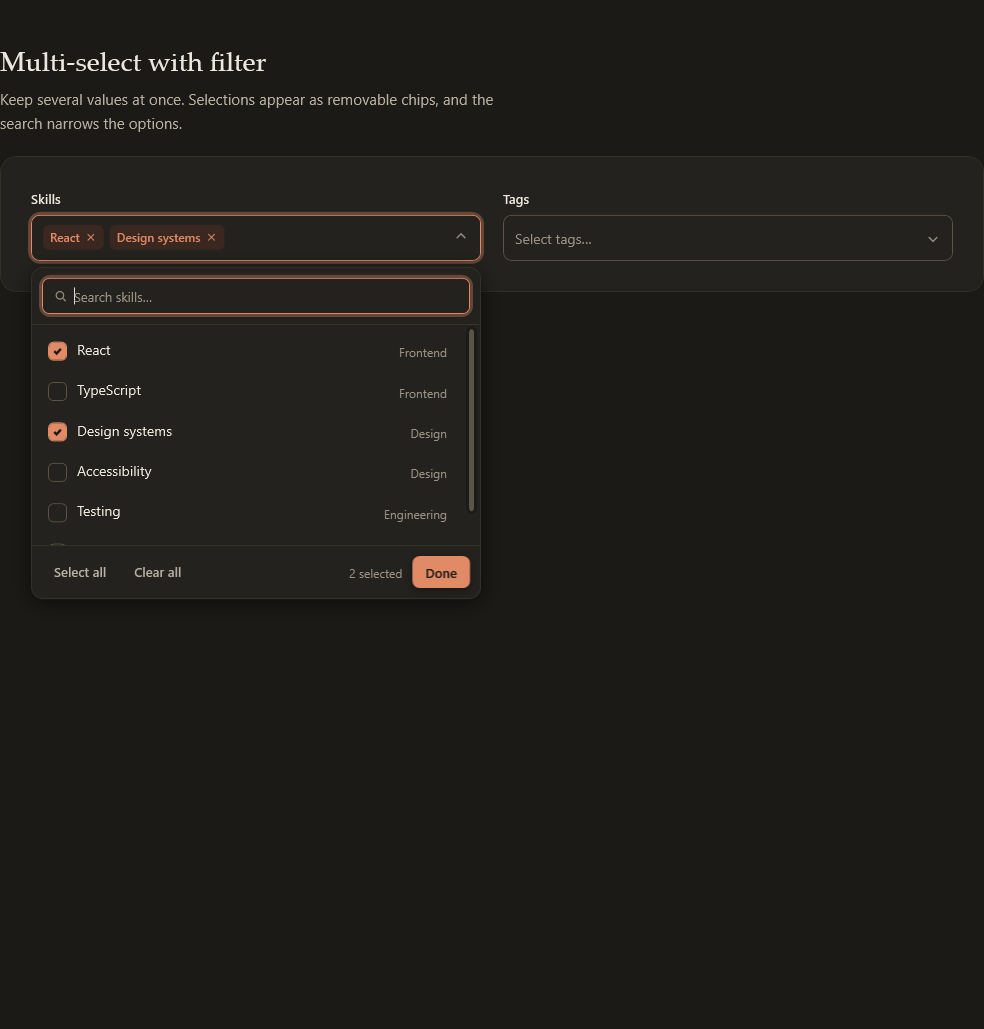 Multi-select with filter
Keep several values at once. Selections appear as removable chips, and the
search narrows the options.
Skills
Tags
React
Design systems
Select tags...
Search skills...
React
Frontend
TypeScript
Frontend
Design systems
Design
Accessibility
Design
Testing
Engineering
Select all
Clear all
2 selected
Done